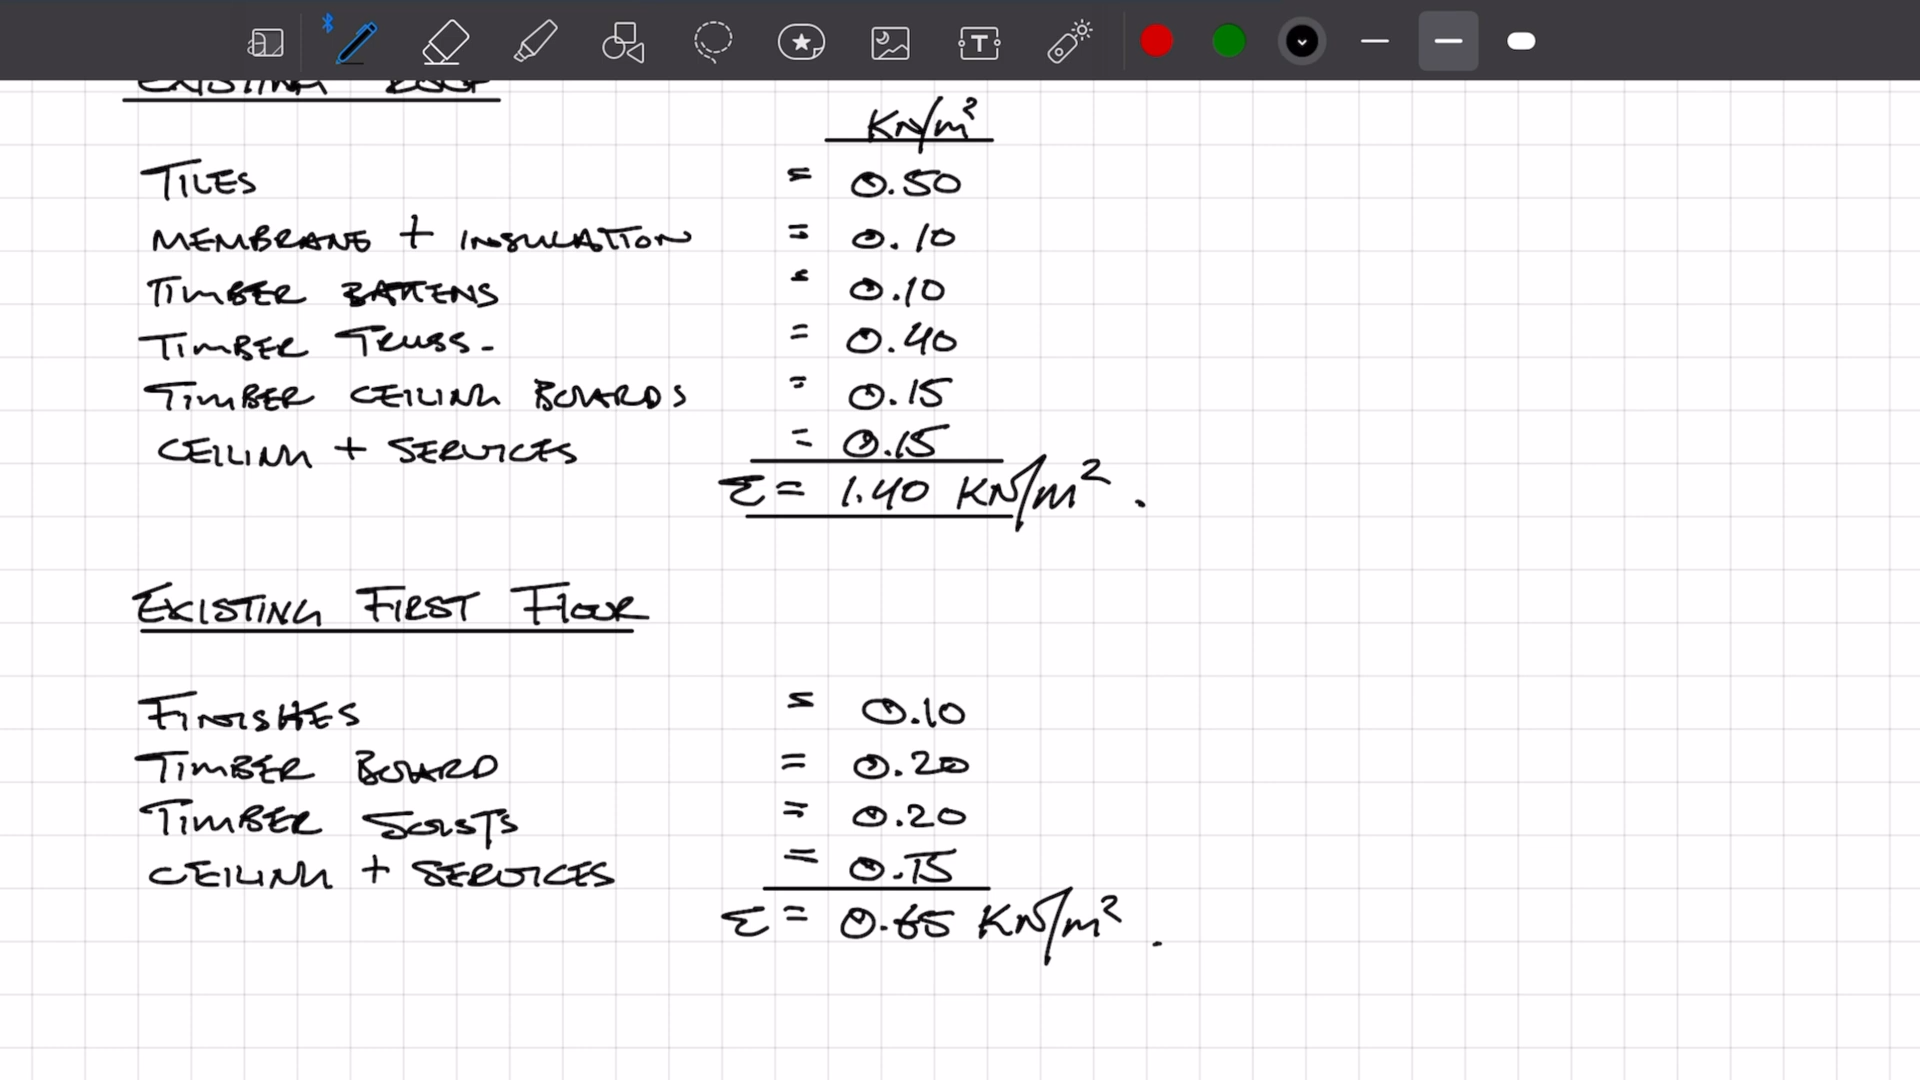 EXISTING ROOF
KN/m²
TILES = 0.50
MEMBRANE + INSULATION = 0.10
TIMBER BATTENS = 0.10
TIMBER TRUSS. = 0.40
TIMBER CEILING BOARDS = 0.15
CEILING + SERVICES = 0.15
Σ = 1.40 KN/m².
EXISTING FIRST FLOOR
FINISHES = 0.10
TIMBER BOARD = 0.20
TIMBER JOISTS = 0.20
CEILING + SERVICES = 0.15
Σ = 0.65 KN/m².